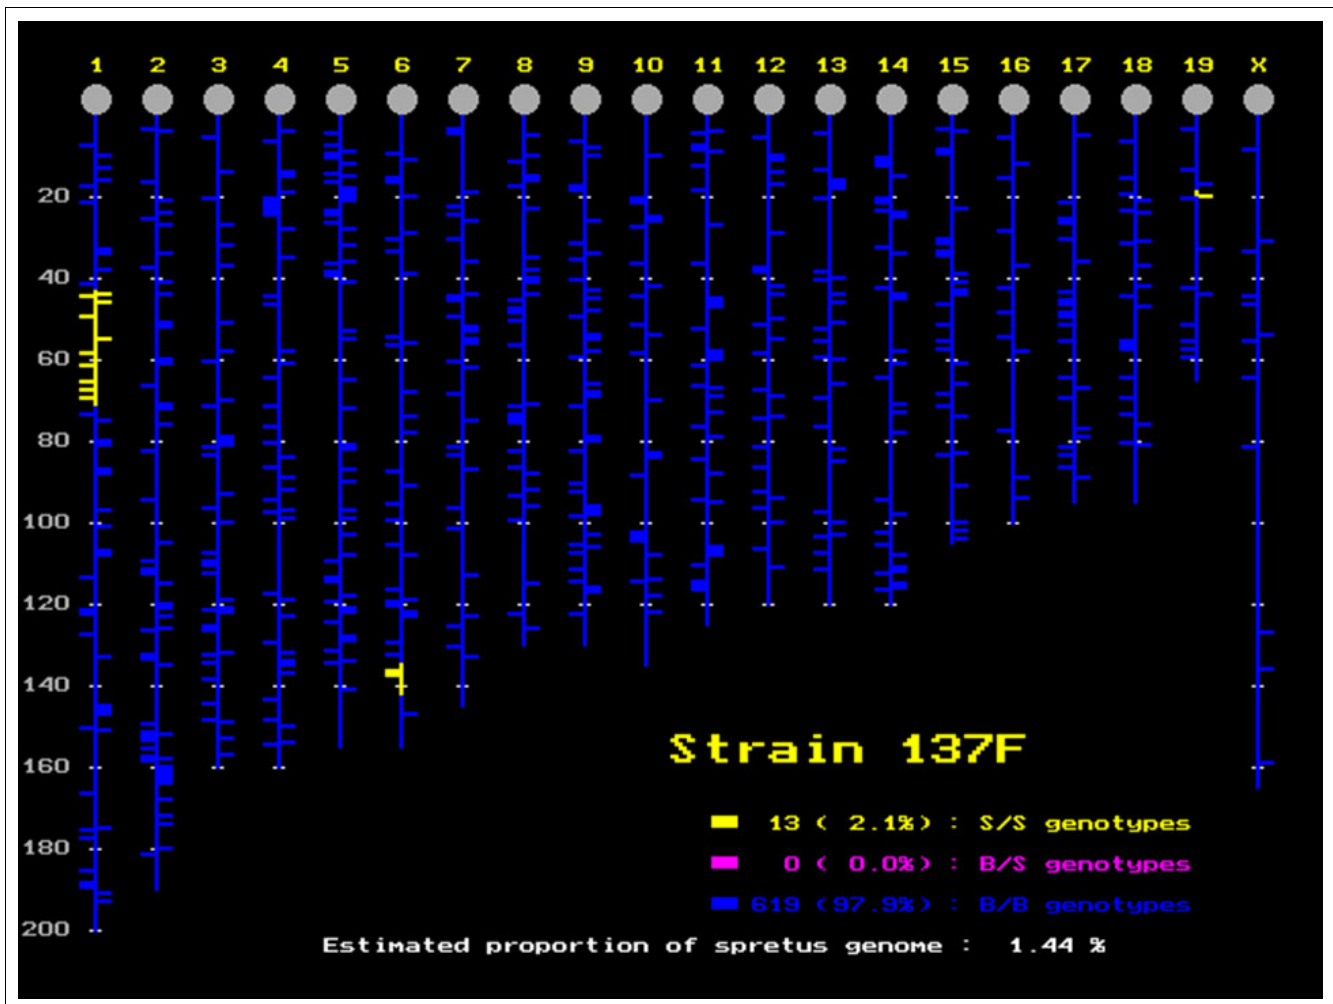 1 2 3 4 5 6 7 8 9 10 11 12 13 14 15 16 17 18 19 X
20
40
60
80
100
120
140
160
180
200
Strain 137F
13 ( 2.1%) : S/S genotypes
0 ( 0.0%) : B/S genotypes
619 (97.9%) : B/B genotypes
Estimated proportion of spretus genome : 1.44 %